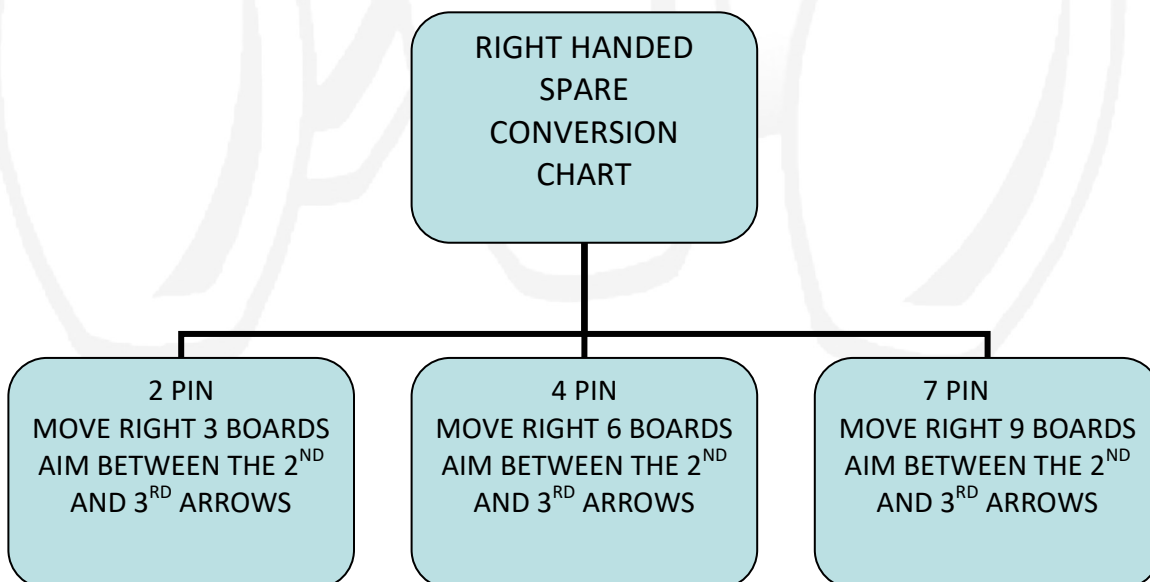 RIGHT HANDED
SPARE
CONVERSION
CHART
2 PIN
MOVE RIGHT 3 BOARDS
AIM BETWEEN THE 2ND
AND 3RD ARROWS
4 PIN
MOVE RIGHT 6 BOARDS
AIM BETWEEN THE 2ND
AND 3RD ARROWS
7 PIN
MOVE RIGHT 9 BOARDS
AIM BETWEEN THE 2ND
AND 3RD ARROWS